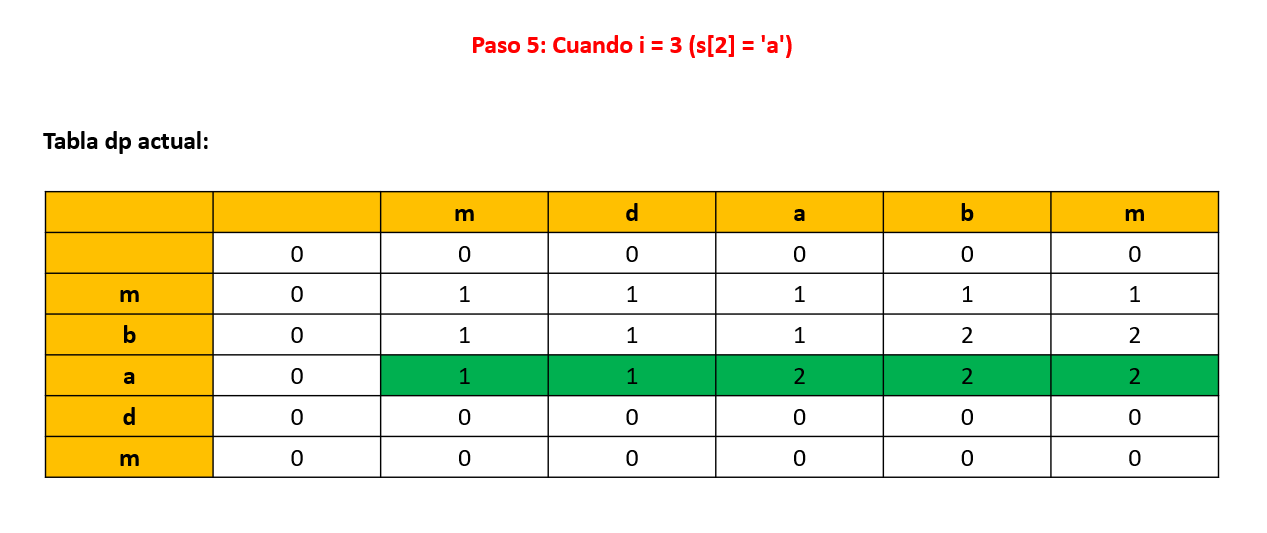 Paso 5: Cuando i = 3 (s[2] = 'a')
Tabla dp actual:
m d a b m
0 0 0 0 0 0
m 0 1 1 1 1 1
b 0 1 1 1 2 2
a 0 1 1 2 2 2
d 0 0 0 0 0 0
m 0 0 0 0 0 0